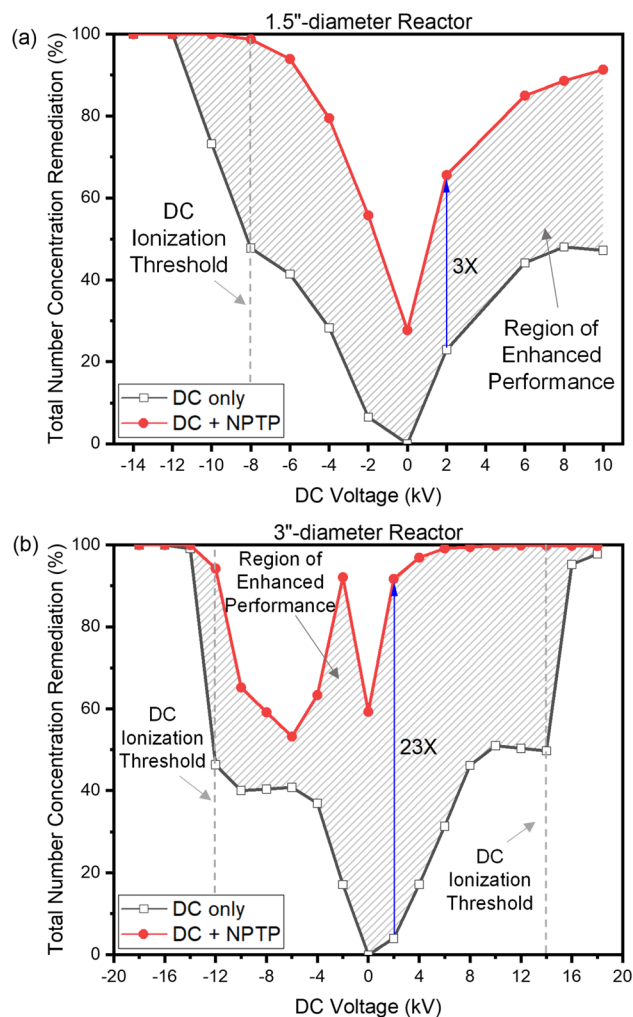 (a)
1.5"-diameter Reactor
Total Number Concentration Remediation (%)
100
80
60
40
20
0
DC
Ionization
Threshold
3X
Region of
Enhanced
Performance
DC only
DC + NPTP
-14 -12 -10 -8 -6 -4 -2 0 2 4 6 8 10
DC Voltage (kV)
(b)
3"-diameter Reactor
Total Number Concentration Remediation (%)
100
80
60
40
20
0
Region of
Enhanced
Performance
DC
Ionization
Threshold
23X
DC
Ionization
Threshold
DC only
DC + NPTP
-20 -16 -12 -8 -4 0 4 8 12 16 20
DC Voltage (kV)